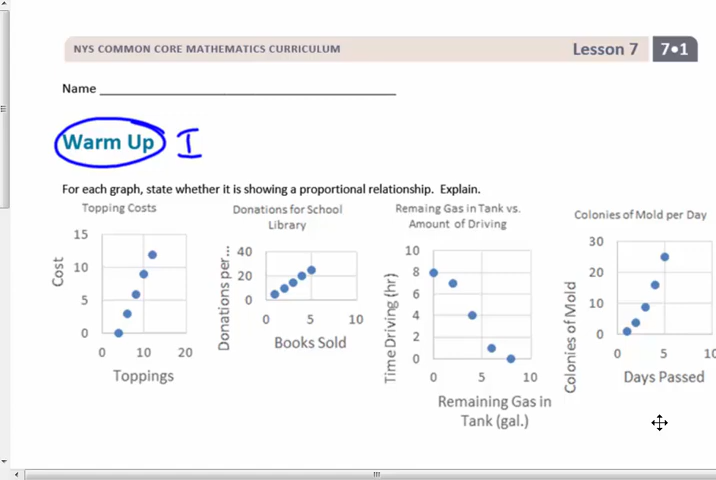 NYS COMMON CORE MATHEMATICS CURRICULUM Lesson 7 7•1
Name
Warm Up I
For each graph, state whether it is showing a proportional relationship. Explain.
Topping Costs
15
10
5
0
0 10 20
Cost
Toppings
Donations for School
Library
40
20
0
0 5 10
Donations per...
Books Sold
Remaing Gas in Tank vs.
Amount of Driving
10
8
6
4
2
0
0 5 10
Time Driving (hr)
Remaining Gas in
Tank (gal.)
Colonies of Mold per Day
30
20
10
0
0 5 10
Colonies of Mold
Days Passed